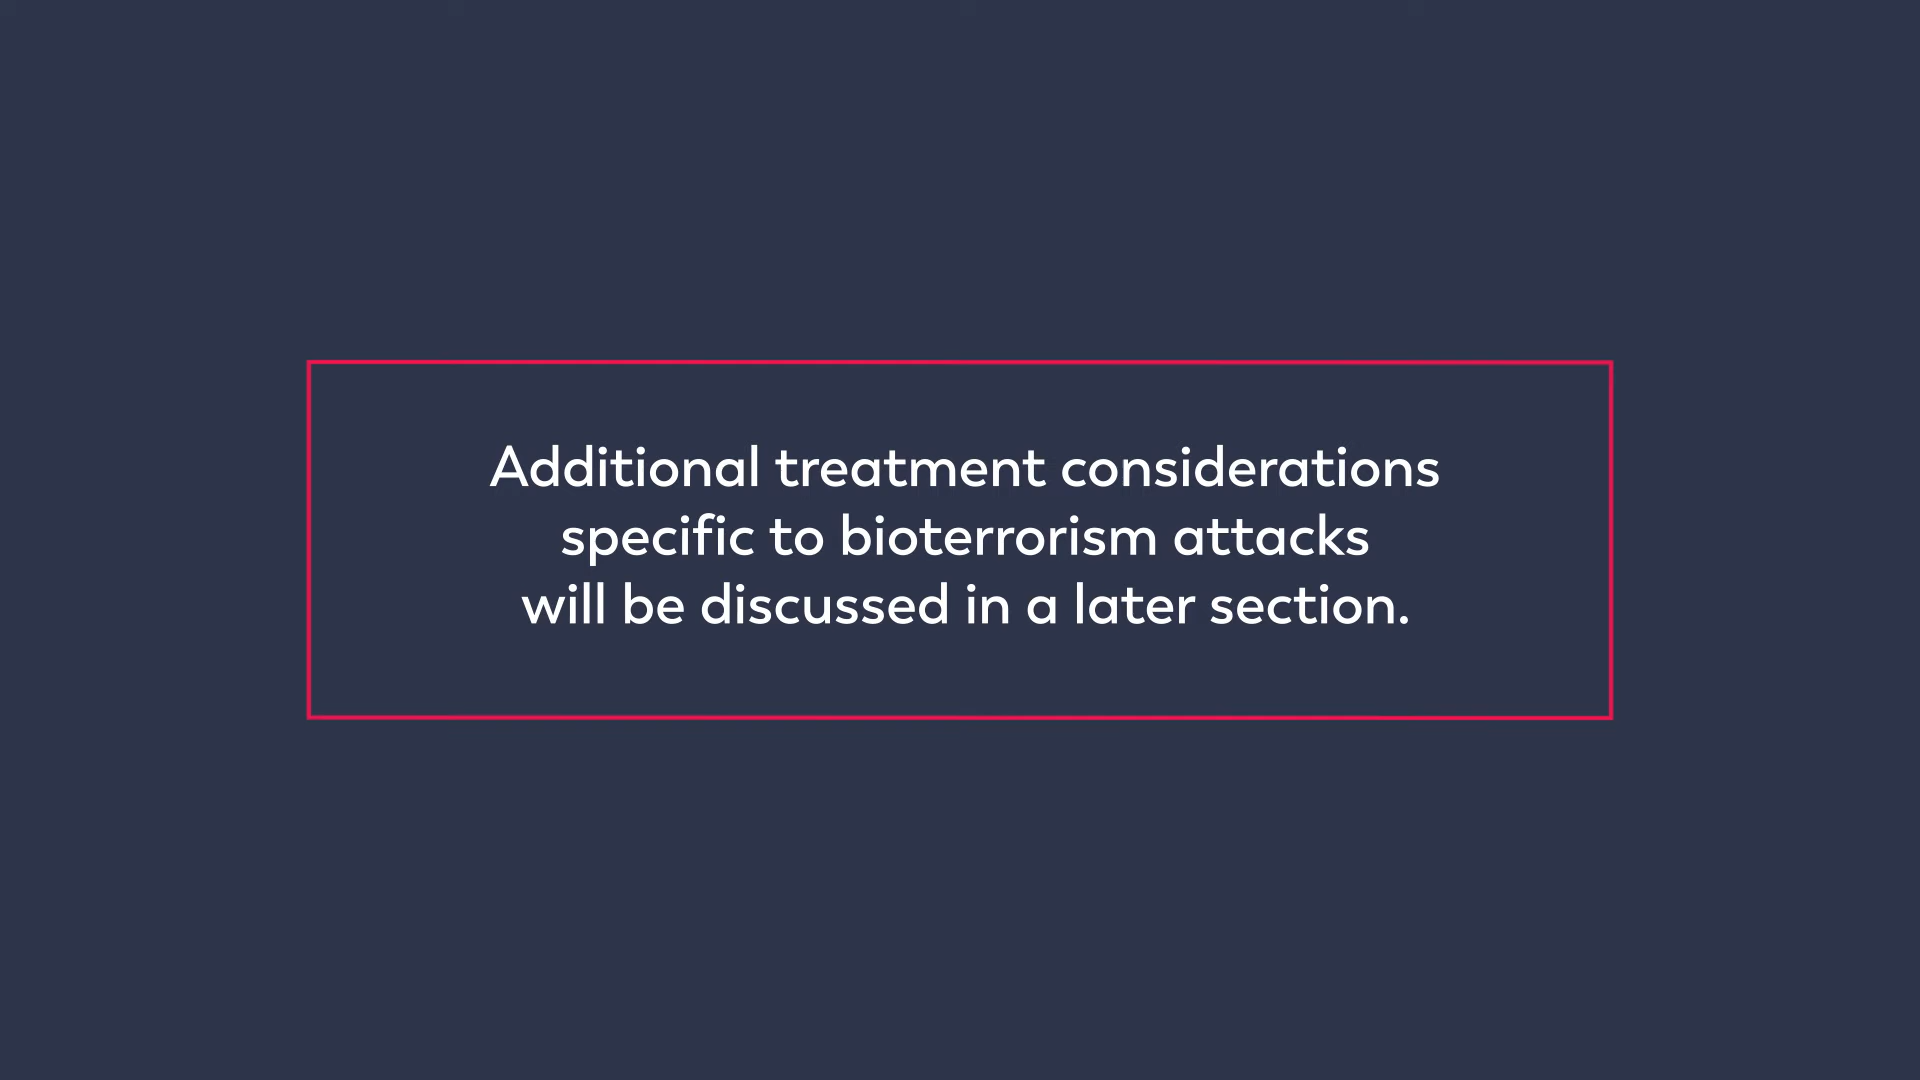 Additional treatment considerations
specific to bioterrorism attacks
will be discussed in a later section.